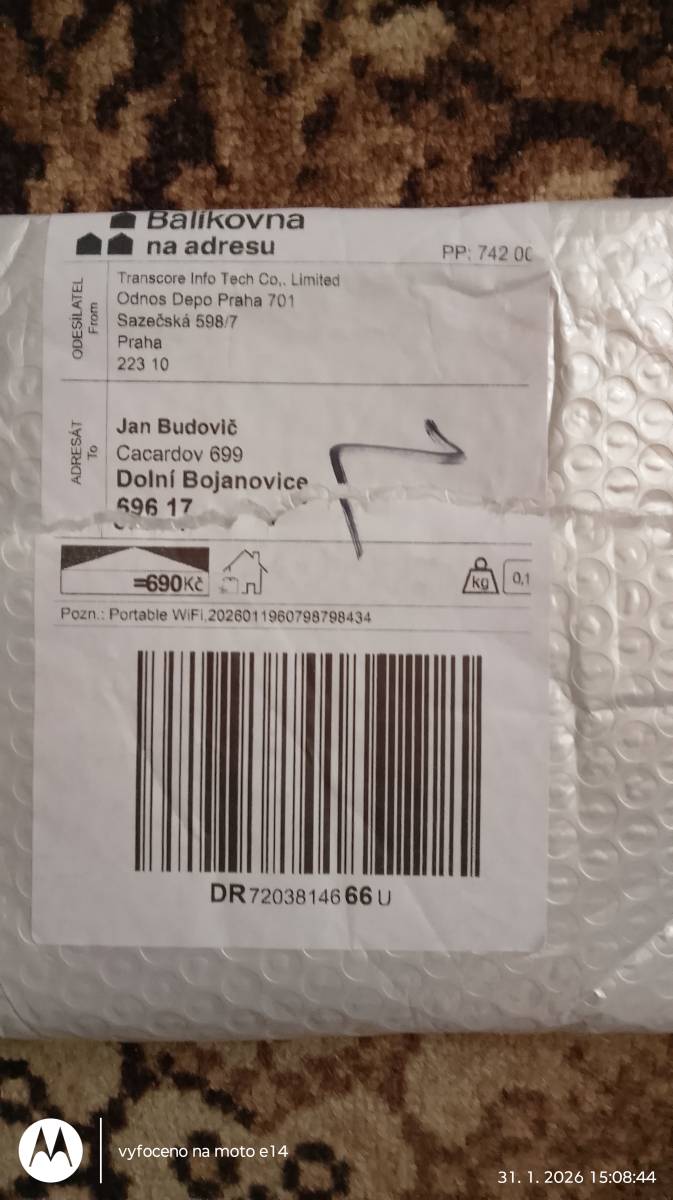 Balíkovna
na adresu
PP: 742 00
ODESÍLATEL
From
Transcore Info Tech Co,. Limited
Odnos Depo Praha 701
Sazečská 598/7
Praha
223 10
ADRESÁT
To
Jan Budovič
Cacardov 699
Dolní Bojanovice
696 17
=690Kč
kg
0,1
Pozn.: Portable WiFi,2026011960798798434
DR7203814666U
vyfoceno na moto e14
31. 1. 2026 15:08:44